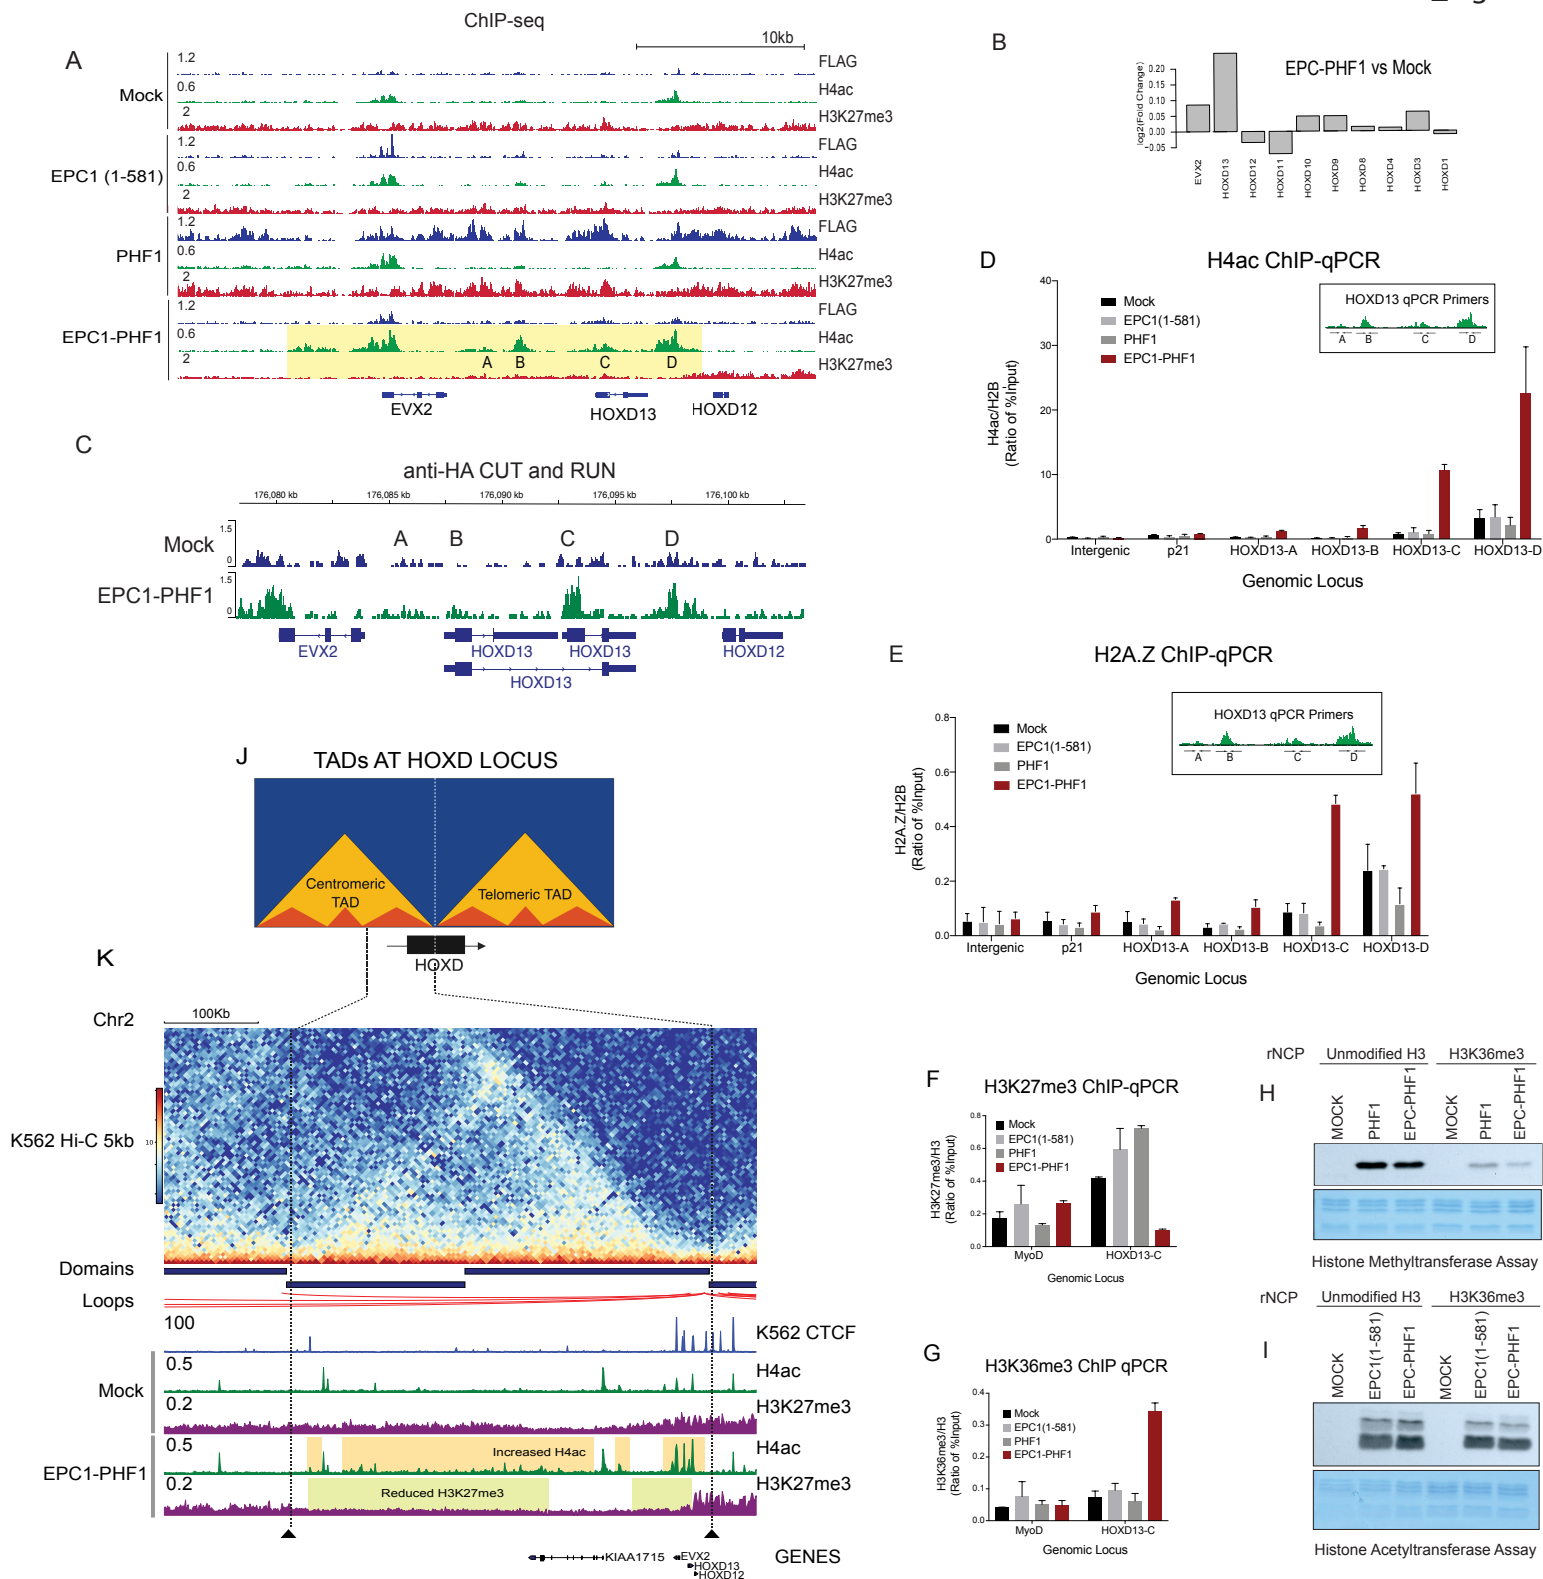 ChIP-seq
A
10kb
1.2
FLAG
Mock
0.6
H4ac
2
H3K27me3
1.2
FLAG
EPC1 (1-581)
0.6
H4ac
2
H3K27me3
1.2
FLAG
PHF1
0.6
H4ac
2
H3K27me3
1.2
FLAG
EPC1-PHF1
0.6
H4ac
2
A B C D
H3K27me3
EVX2 HOXD13 HOXD12
B
EPC-PHF1 vs Mock
log2(Fold Change)
0.20
0.15
0.10
0.05
0.00
−0.05
EVX2 HOXD13 HOXD12 HOXD11 HOXD10 HOXD9 HOXD8 HOXD4 HOXD3 HOXD1
C
anti-HA CUT and RUN
176,080 kb 176,085 kb 176,090 kb 176,095 kb 176,100 kb
1.5
Mock
0
A B C D
1.5
EPC1-PHF1
0
EVX2 HOXD13 HOXD13 HOXD12
HOXD13
D
H4ac ChIP-qPCR
H4ac/H2B
(Ratio of %Input)
40
30
20
10
0
Mock
EPC1(1-581)
PHF1
EPC1-PHF1
HOXD13 qPCR Primers
A B C D
Intergenic p21 HOXD13-A HOXD13-B HOXD13-C HOXD13-D
Genomic Locus
E
H2A.Z ChIP-qPCR
H2A.Z/H2B
(Ratio of %Input)
0.8
0.6
0.4
0.2
0.0
Mock
EPC1(1-581)
PHF1
EPC1-PHF1
HOXD13 qPCR Primers
A B C D
Intergenic p21 HOXD13-A HOXD13-B HOXD13-C HOXD13-D
Genomic Locus
J
TADs AT HOXD LOCUS
Centromeric
TAD
Telomeric TAD
HOXD
K
Chr2
100Kb
K562 Hi-C 5kb
10
Domains
Loops
100
K562 CTCF
Mock
0.5
H4ac
0.2
H3K27me3
EPC1-PHF1
0.5
Increased H4ac
H4ac
0.2
Reduced H3K27me3
H3K27me3
KIAA1715
EVX2
HOXD13
HOXD12
GENES
F
H3K27me3 ChIP-qPCR
H3K27me3/H3
(Ratio of %Input)
0.8
0.6
0.4
0.2
0.0
Mock
EPC1(1-581)
PHF1
EPC1-PHF1
MyoD HOXD13-C
Genomic Locus
G
H3K36me3 ChIP qPCR
H3K36me3/H3
(Ratio of %Input)
0.4
0.3
0.2
0.1
0.0
Mock
EPC1(1-581)
PHF1
EPC1-PHF1
MyoD HOXD13-C
Genomic Locus
H
rNCP Unmodified H3 H3K36me3
MOCK PHF1 EPC-PHF1 MOCK PHF1 EPC-PHF1
Histone Methyltransferase Assay
I
rNCP Unmodified H3 H3K36me3
MOCK EPC1(1-581) EPC-PHF1 MOCK EPC1(1-581) EPC-PHF1
Histone Acetyltransferase Assay